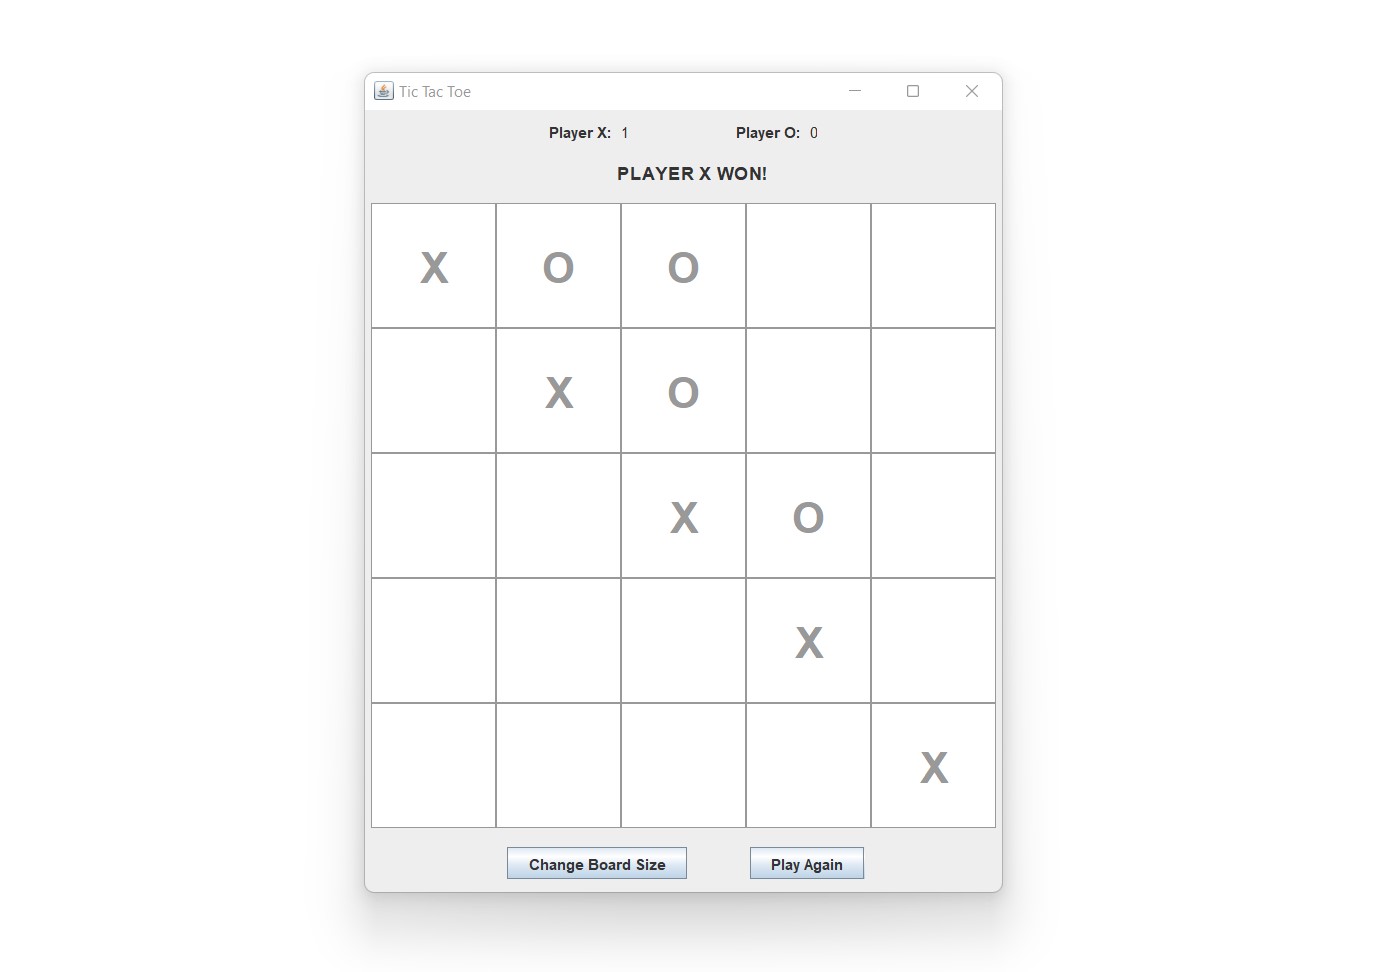 Tic Tac Toe
Player X: 1 Player O: 0
PLAYER X WON!
X O O
X O
X O
X
X
Change Board Size Play Again